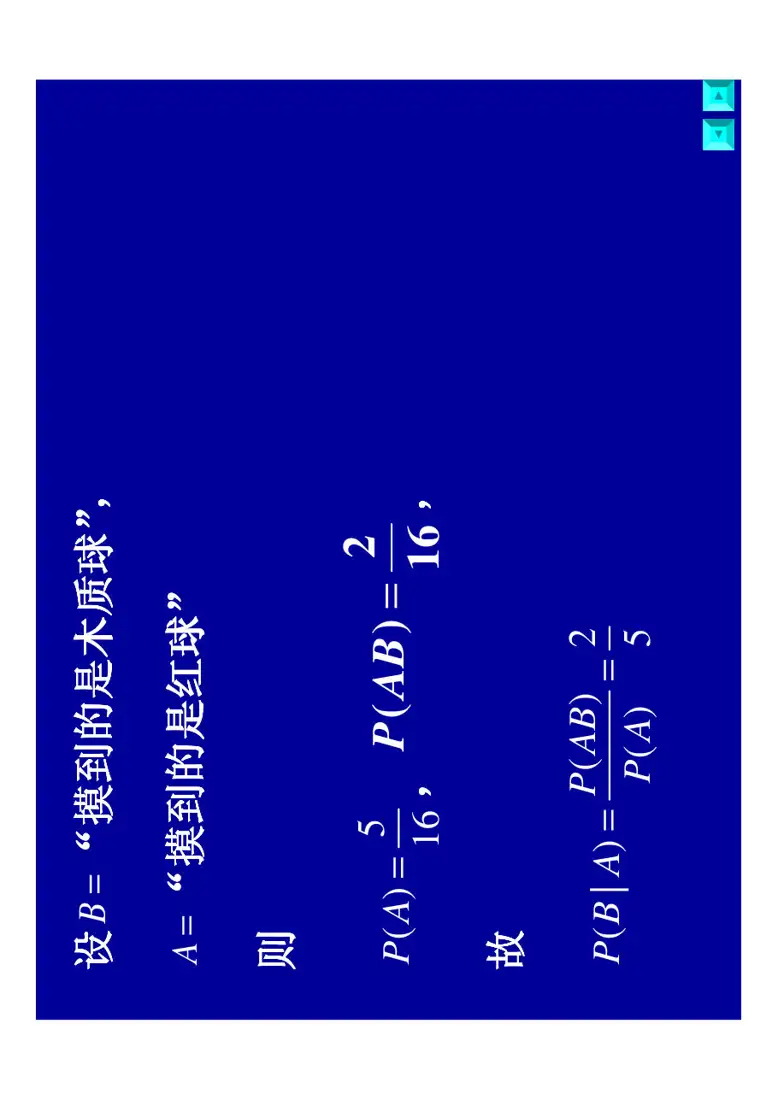 设 B = “摸到的是木质球”,
A = “摸到的是红球”
则
P(A) = 5/16, P(AB) = 2/16,
故
P(B | A) = P(AB)/P(A) = 2/5